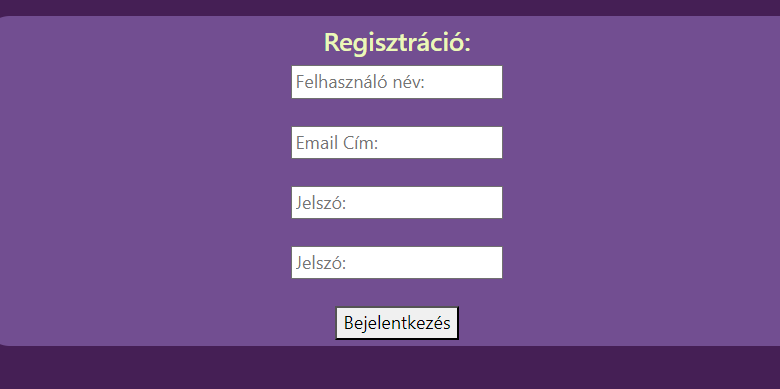 Regisztráció:
Felhasználó név:
Email Cím:
Jelszó:
Jelszó:
Bejelentkezés